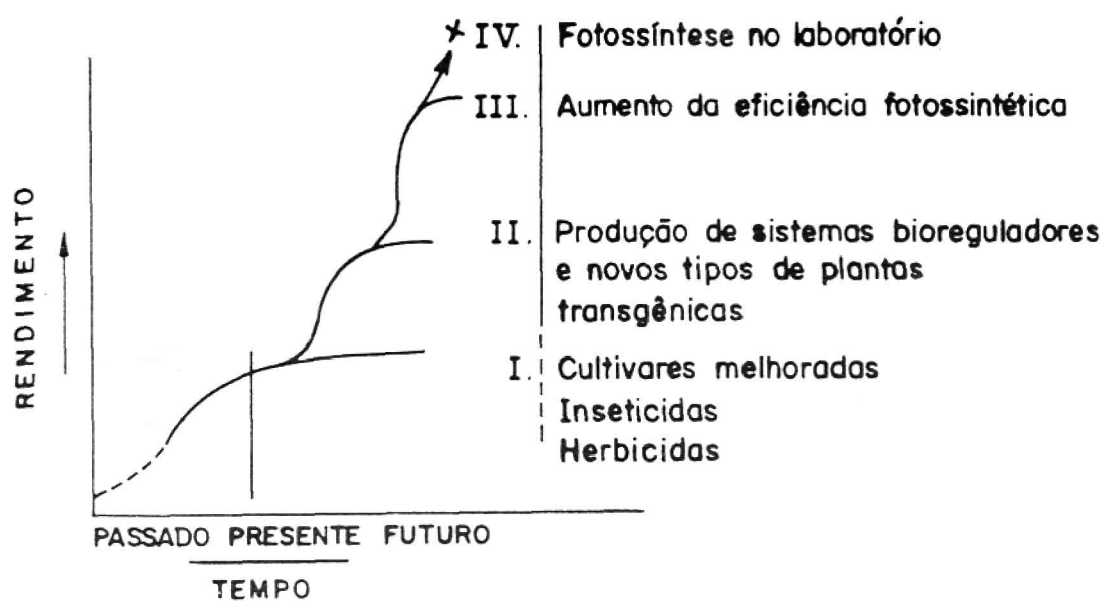 IV. Fotossíntese no laboratório
III. Aumento da eficiência fotossintética
II. Produção de sistemas bioreguladores
e novos tipos de plantas
transgênicas
I. Cultivares melhoradas
Inseticidas
Herbicidas
RENDIMENTO
PASSADO PRESENTE FUTURO
TEMPO